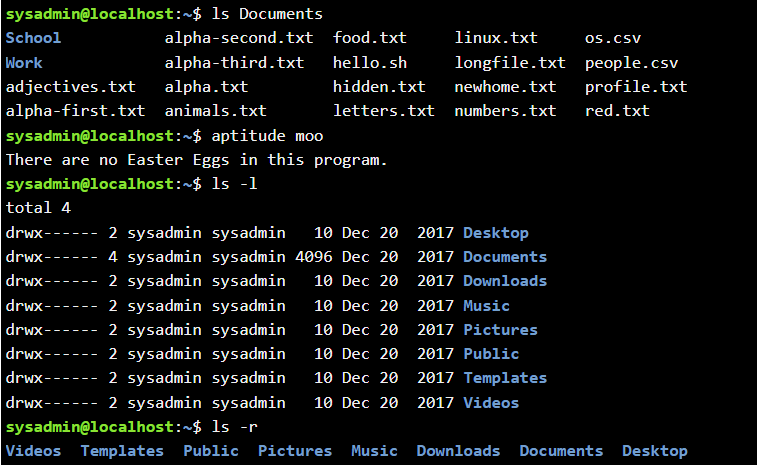 sysadmin@localhost:~$ ls Documents
School           alpha-second.txt  food.txt     linux.txt     os.csv
Work             alpha-third.txt   hello.sh     longfile.txt  people.csv
adjectives.txt   alpha.txt         hidden.txt   newhome.txt   profile.txt
alpha-first.txt  animals.txt       letters.txt  numbers.txt   red.txt
sysadmin@localhost:~$ aptitude moo
There are no Easter Eggs in this program.
sysadmin@localhost:~$ ls -l
total 4
drwx------ 2 sysadmin sysadmin   10 Dec 20  2017 Desktop
drwx------ 4 sysadmin sysadmin 4096 Dec 20  2017 Documents
drwx------ 2 sysadmin sysadmin   10 Dec 20  2017 Downloads
drwx------ 2 sysadmin sysadmin   10 Dec 20  2017 Music
drwx------ 2 sysadmin sysadmin   10 Dec 20  2017 Pictures
drwx------ 2 sysadmin sysadmin   10 Dec 20  2017 Public
drwx------ 2 sysadmin sysadmin   10 Dec 20  2017 Templates
drwx------ 2 sysadmin sysadmin   10 Dec 20  2017 Videos
sysadmin@localhost:~$ ls -r
Videos  Templates  Public  Pictures  Music  Downloads  Documents  Desktop